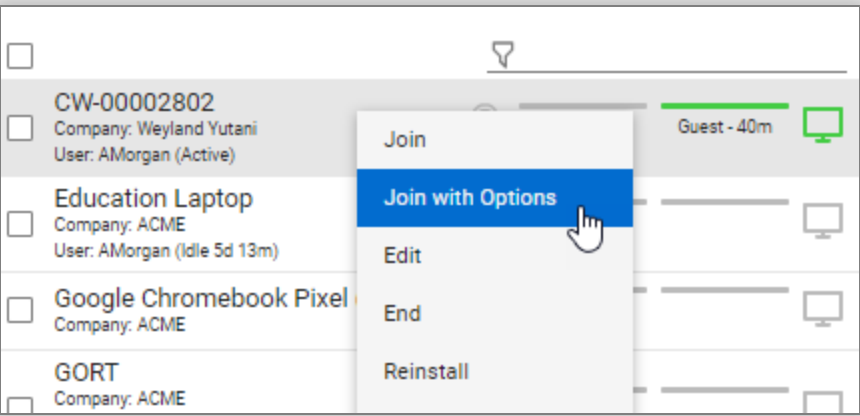 CW-00002802
Company: Weyland Yutani
User: AMorgan (Active)
Guest - 40m
Join
Join with Options
Edit
End
Reinstall
Education Laptop
Company: ACME
User: AMorgan (Idle 5d 13m)
Google Chromebook Pixel
Company: ACME
GORT
Company: ACME